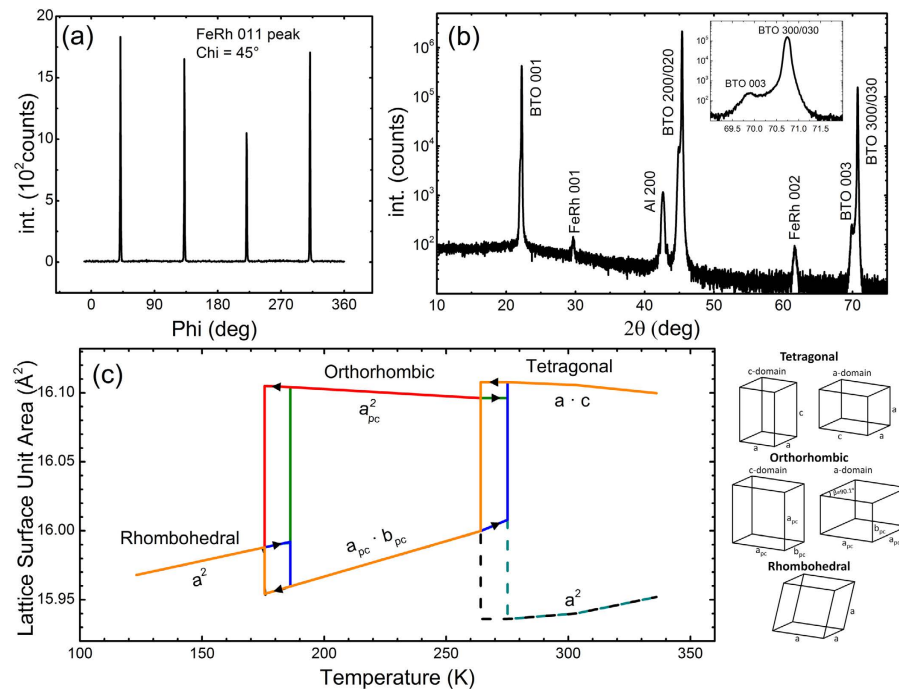 (a)
FeRh 011 peak
Chi = 45°
int. (10²counts)
20
15
10
5
0
0 90 180 270 360
Phi (deg)
(b)
int. (counts)
10⁶
10⁵
10⁴
10³
10²
BTO 001
FeRh 001
Al 200
BTO 200/020
FeRh 002
BTO 003
BTO 300/030
BTO 300/030
BTO 003
10⁵
10⁴
10³
10²
69.5 70.0 70.5 71.0 71.5
10 20 30 40 50 60 70
2θ (deg)
(c)
Lattice Surface Unit Area (Å²)
16.10
16.05
16.00
15.95
Orthorhombic
Tetragonal
a²pc
a · c
Rhombohedral
a²
apc · bpc
a²
100 150 200 250 300 350
Temperature (K)
Tetragonal
c-domain a-domain
c
a a
a
c a
Orthorhombic
c-domain a-domain
apc
apc bpc
β=90.1°
bpc
apc apc
Rhombohedral
a
a a